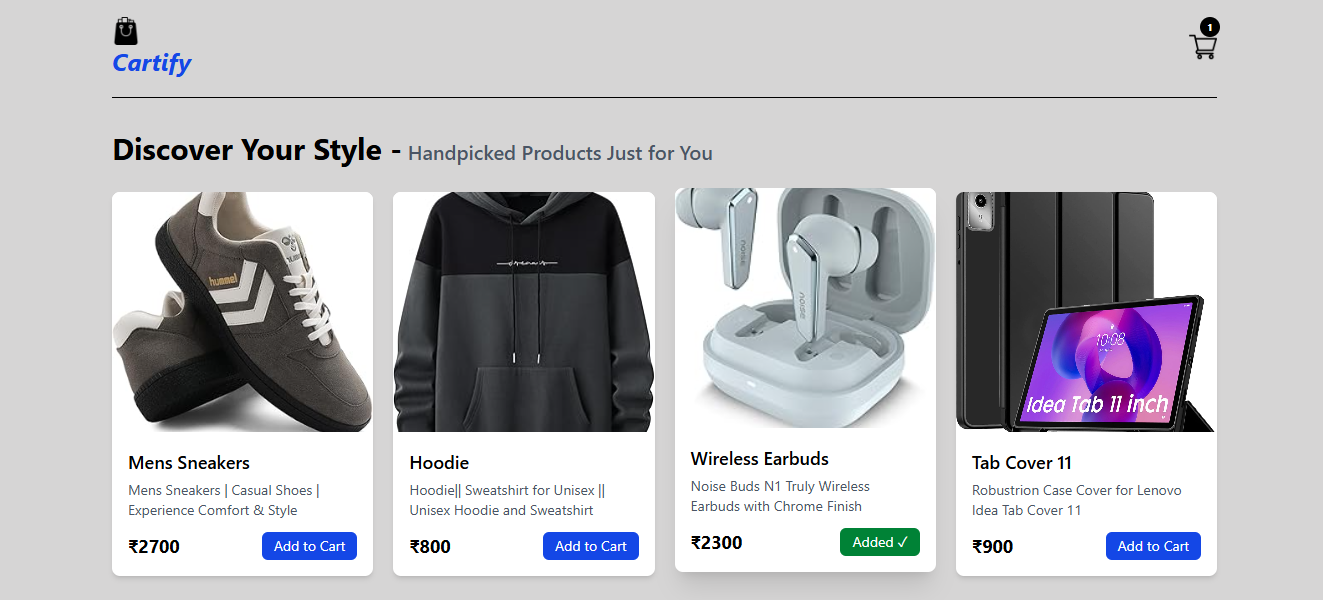 1
Cartify
Discover Your Style - Handpicked Products Just for You
hummel
noise
noise
10:08
Idea Tab 11 inch
Mens Sneakers
Mens Sneakers | Casual Shoes |
Experience Comfort & Style
₹2700
Add to Cart
Hoodie
Hoodie|| Sweatshirt for Unisex ||
Unisex Hoodie and Sweatshirt
₹800
Add to Cart
Wireless Earbuds
Noise Buds N1 Truly Wireless
Earbuds with Chrome Finish
₹2300
Added ✓
Tab Cover 11
Robustrion Case Cover for Lenovo
Idea Tab Cover 11
₹900
Add to Cart